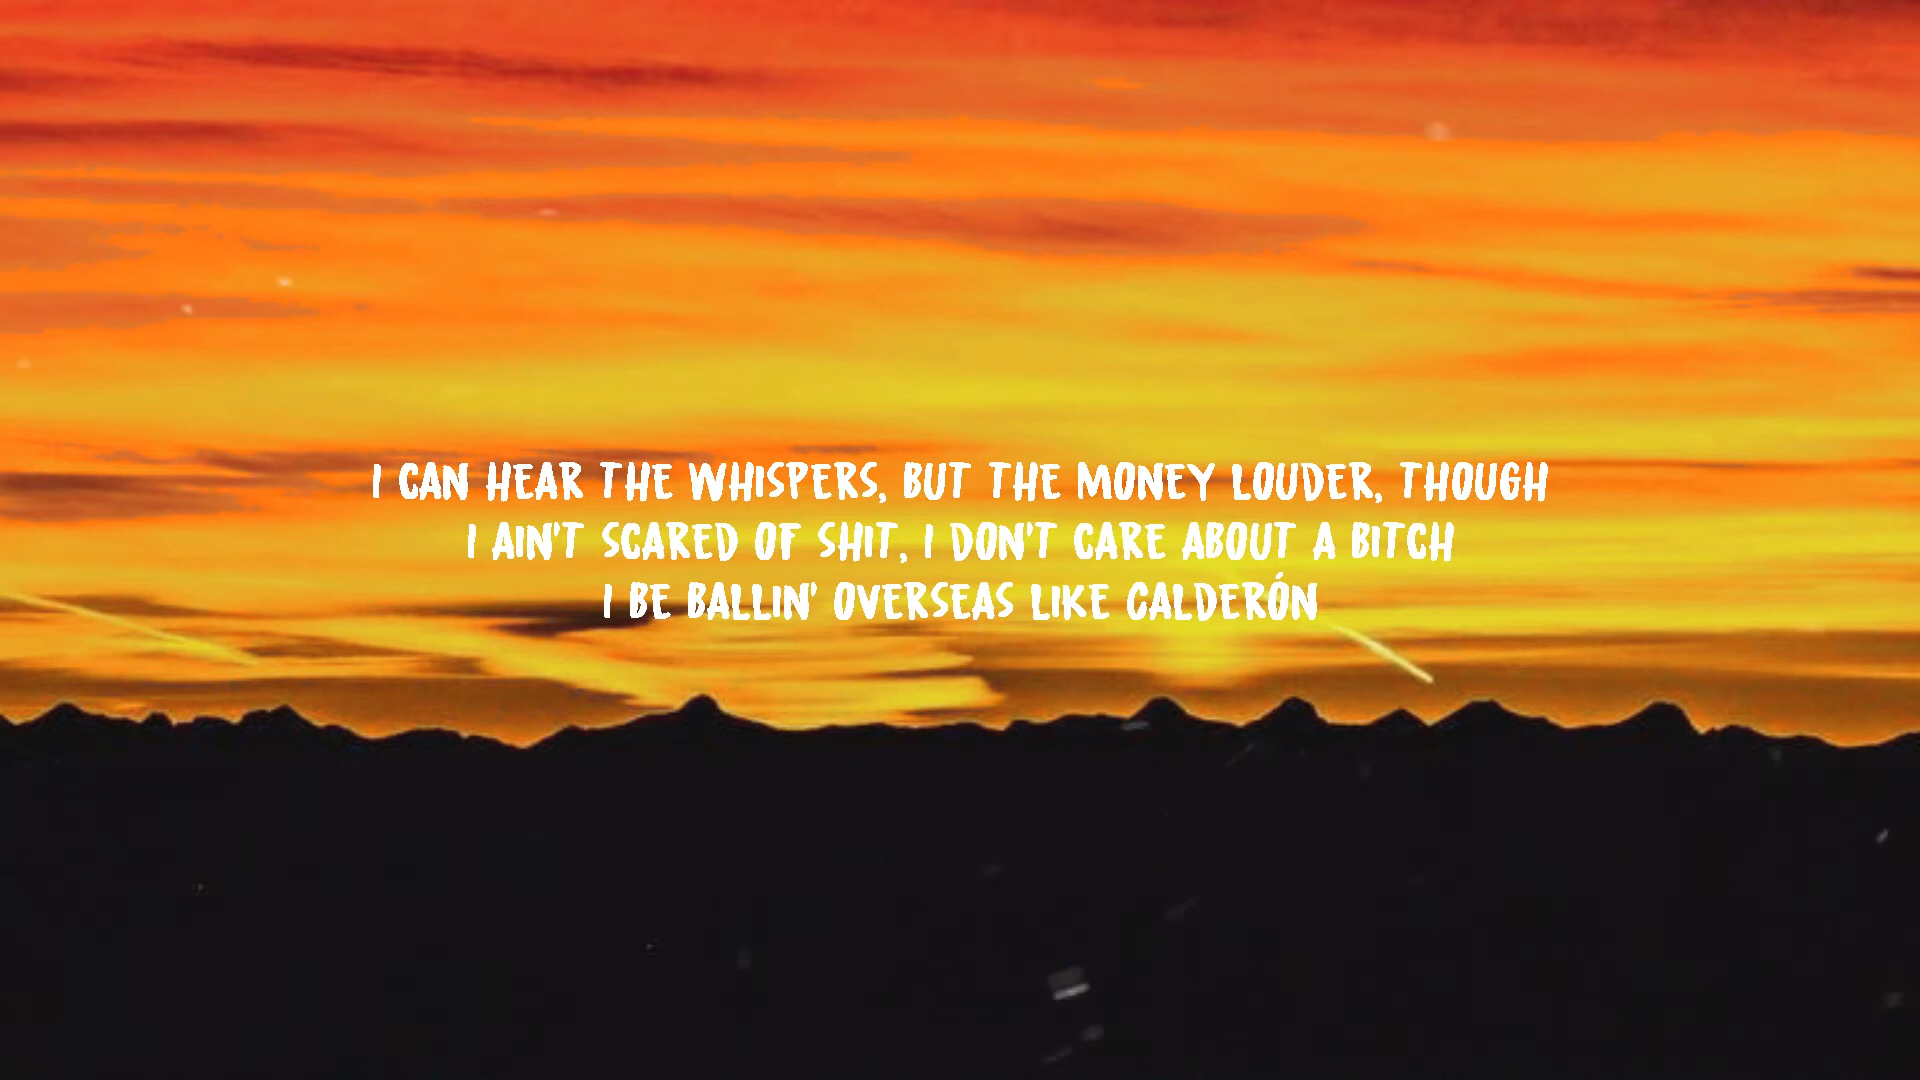 I CAN HEAR THE WHISPERS, BUT THE MONEY LOUDER, THOUGH
I AIN'T SCARED OF SHIT, I DON'T CARE ABOUT A BITCH
I BE BALLIN' OVERSEAS LIKE CALDERÓN